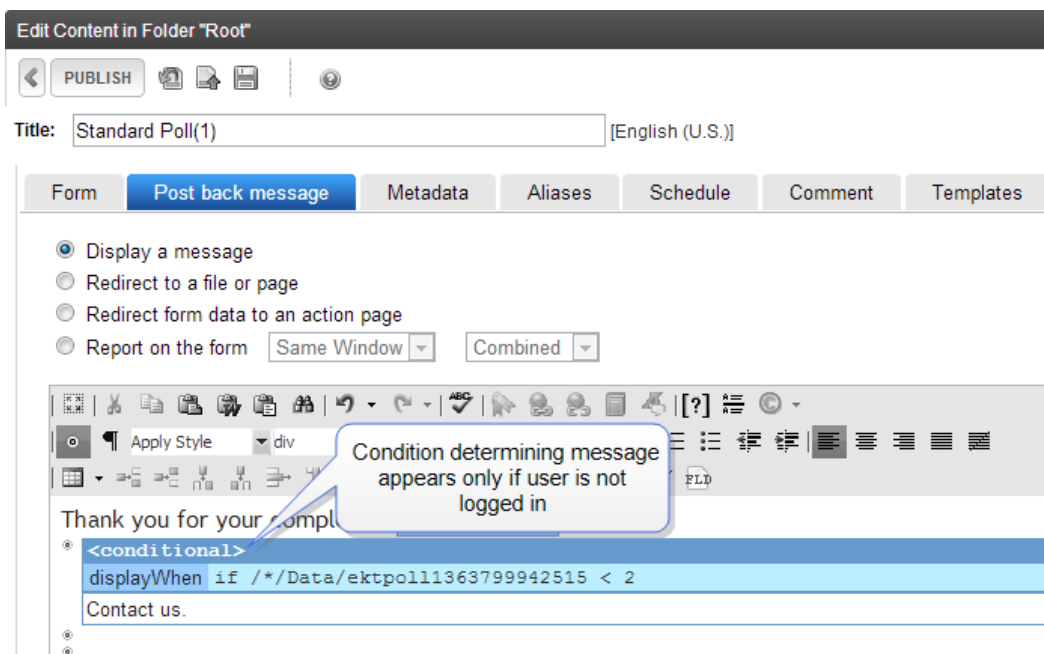 Edit Content in Folder "Root"
PUBLISH
Title: Standard Poll(1) [English (U.S.)]
Form Post back message Metadata Aliases Schedule Comment Templates
Display a message
Redirect to a file or page
Redirect form data to an action page
Report on the form Same Window Combined
ABC [?] ©
Apply Style div
FLD
Condition determining message
appears only if user is not
logged in
Thank you for your compl
<conditional>
displayWhen if /*/Data/ektpoll1363799942515 < 2
Contact us.